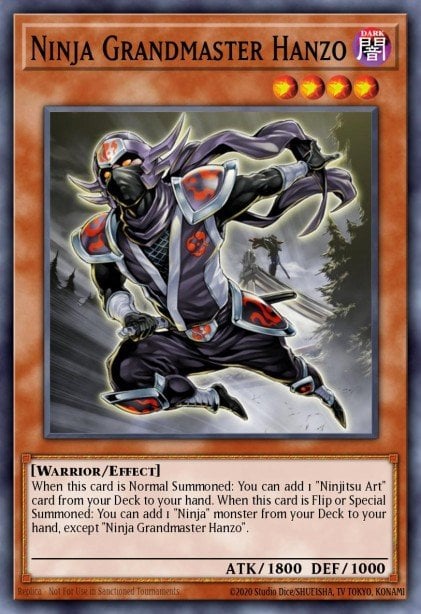 NINJA GRANDMASTER HANZO
DARK
闇
[WARRIOR/EFFECT]
When this card is Normal Summoned: You can add 1 "Ninjitsu Art"
card from your Deck to your hand. When this card is Flip or Special
Summoned: You can add 1 "Ninja" monster from your Deck to your
hand, except "Ninja Grandmaster Hanzo".
ATK/1800 DEF/1000
Replica - Not For Use in Sanctioned Tournaments.
©2020 Studio Dice/SHUEISHA, TV TOKYO, KONAMI